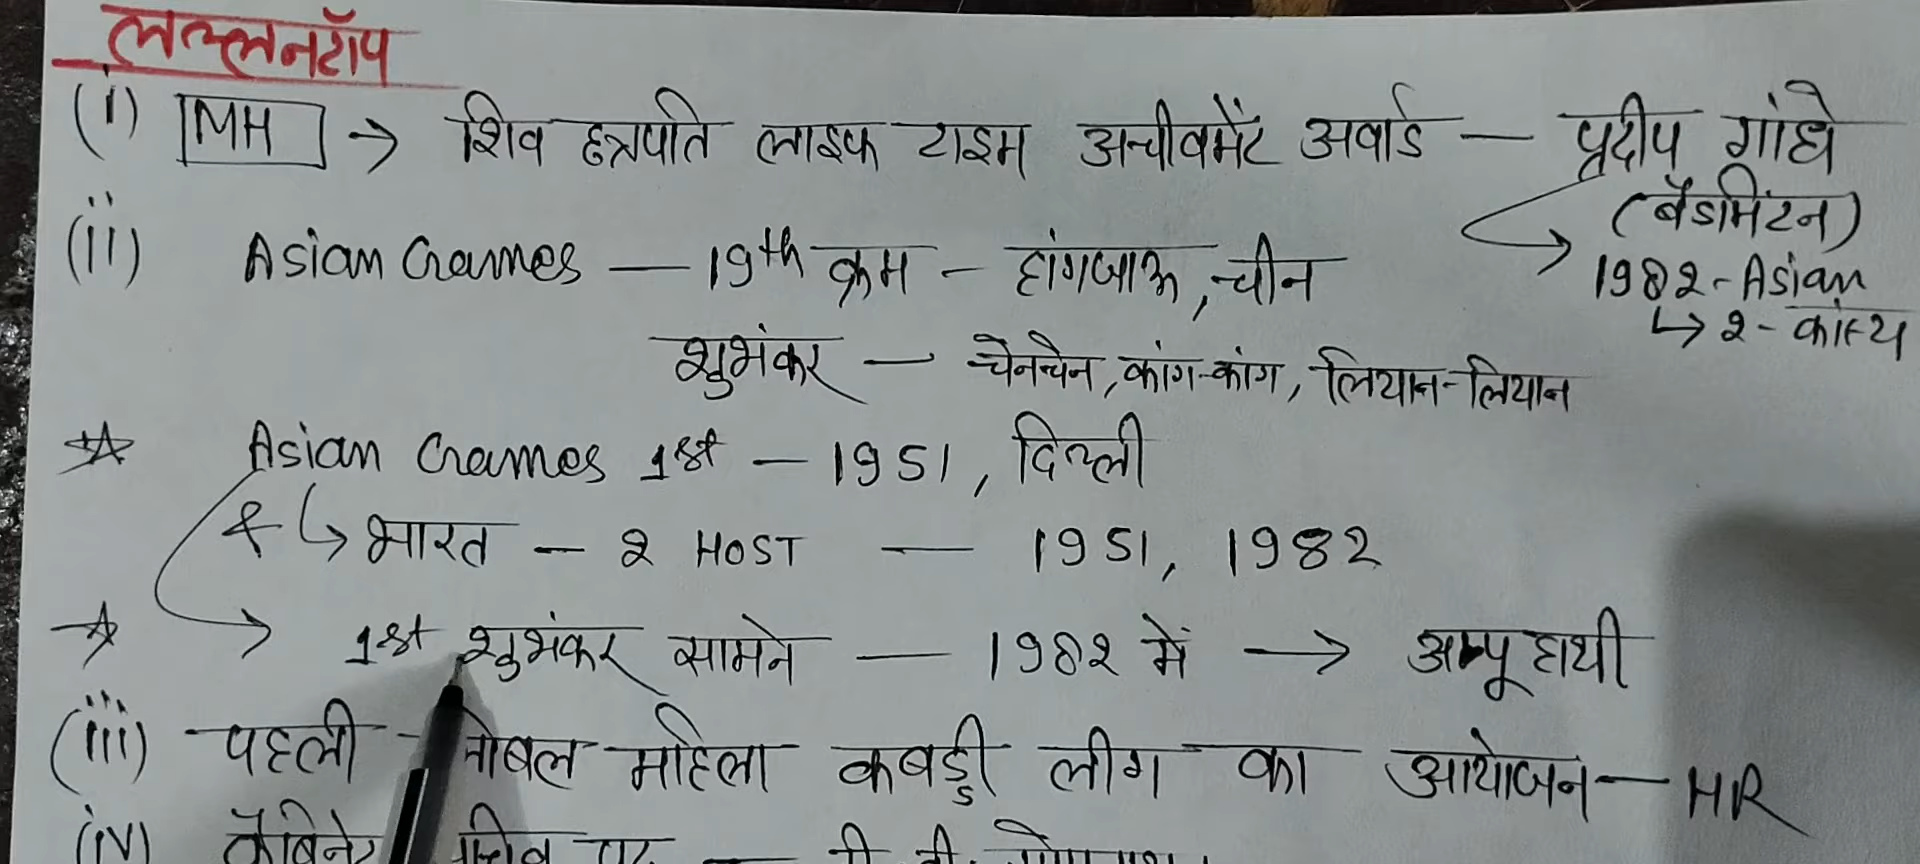 लल्लनटॉप
(i) MH → शिव छत्रपति लाइफ टाइम अचीवमेंट अवार्ड — प्रदीप गांधे
(बैडमिंटन)
1982 - Asian
↳ 2 - कांस्य
(ii) Asian Games — 19th क्रम - हांगजाऊ, चीन
शुभंकर — चेनचेन, कांग-कांग, लियान-लियान
☆ Asian Games 1st — 1951, दिल्ली
& ↳ भारत — 2 HOST — 1951, 1982
☆ → 1st शुभंकर सामने — 1982 में → अप्पू हाथी
(iii) पहली महिला कबड्डी लीग का आयोजन — HR
(iv)